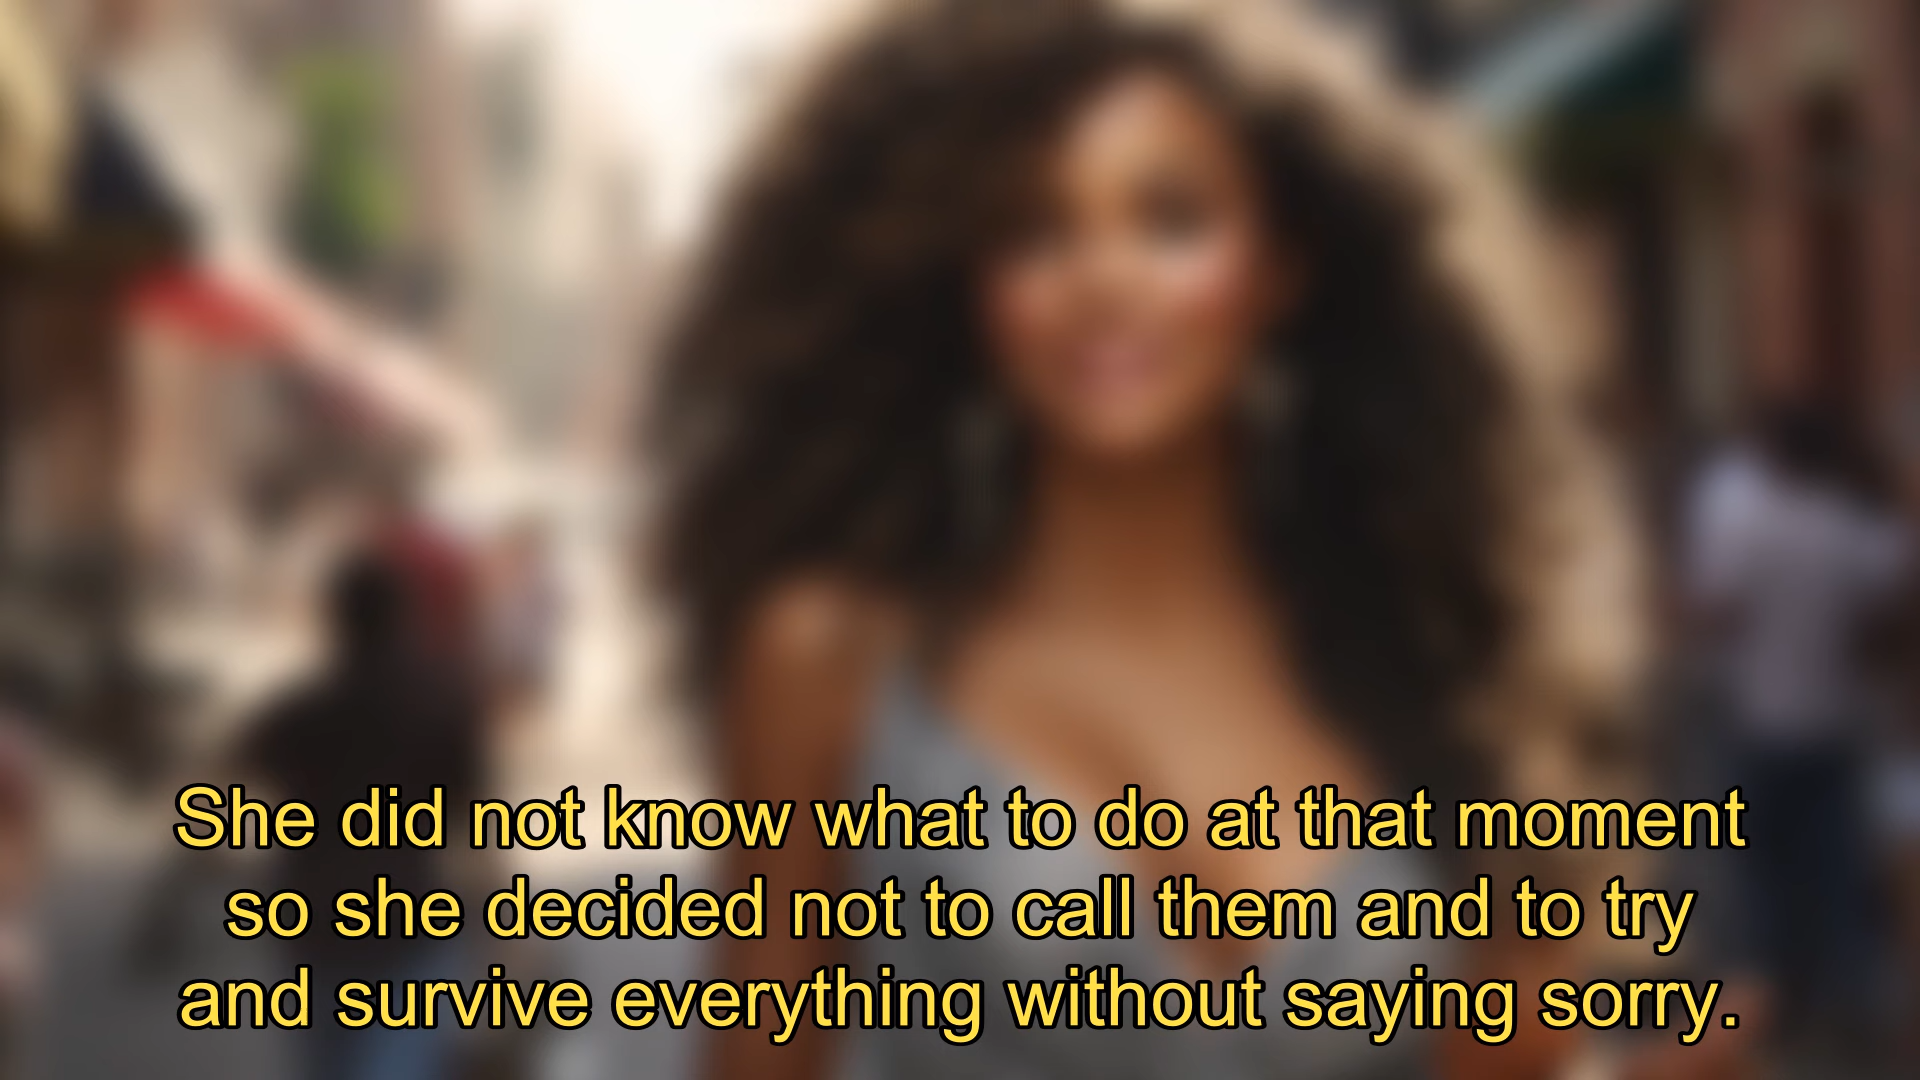 She did not know what to do at that moment
so she decided not to call them and to try
and survive everything without saying sorry.